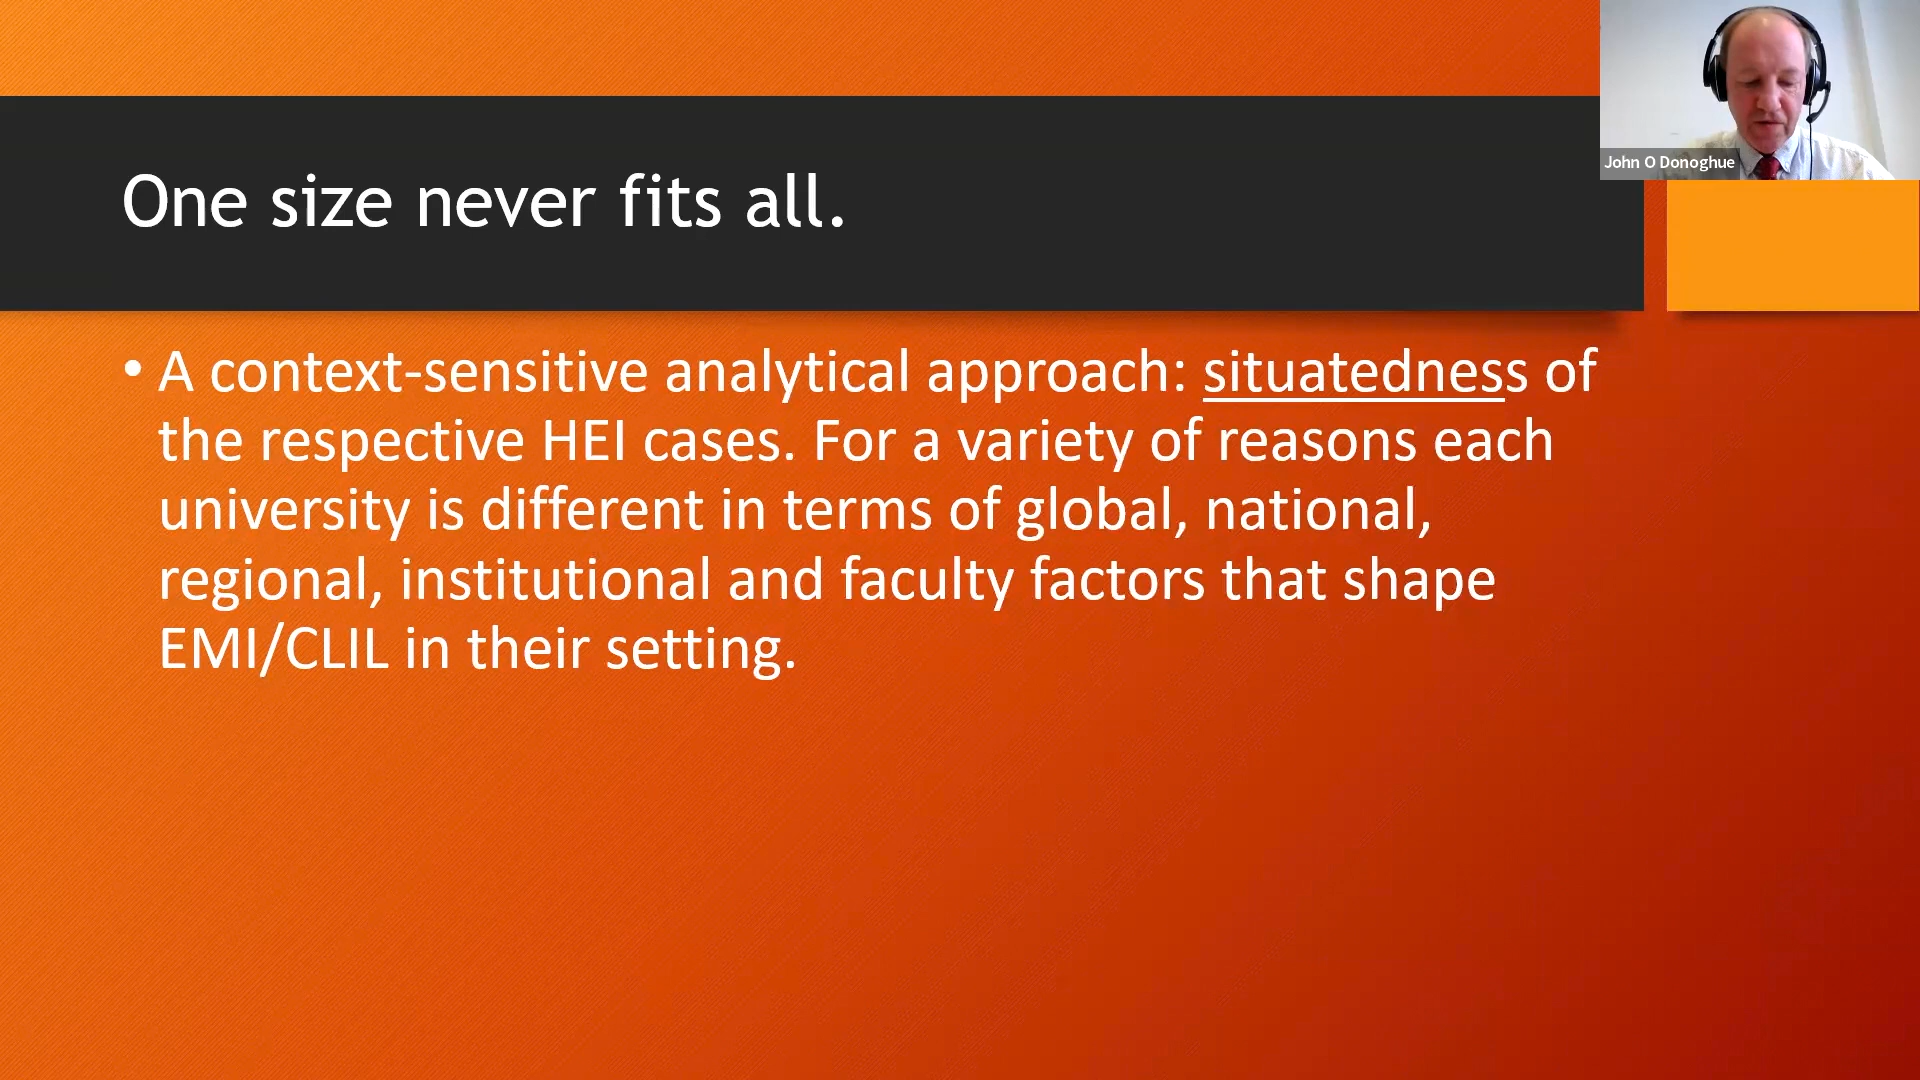 John O Donoghue
One size never fits all.
• A context-sensitive analytical approach: situatedness of
the respective HEI cases. For a variety of reasons each
university is different in terms of global, national,
regional, institutional and faculty factors that shape
EMI/CLIL in their setting.